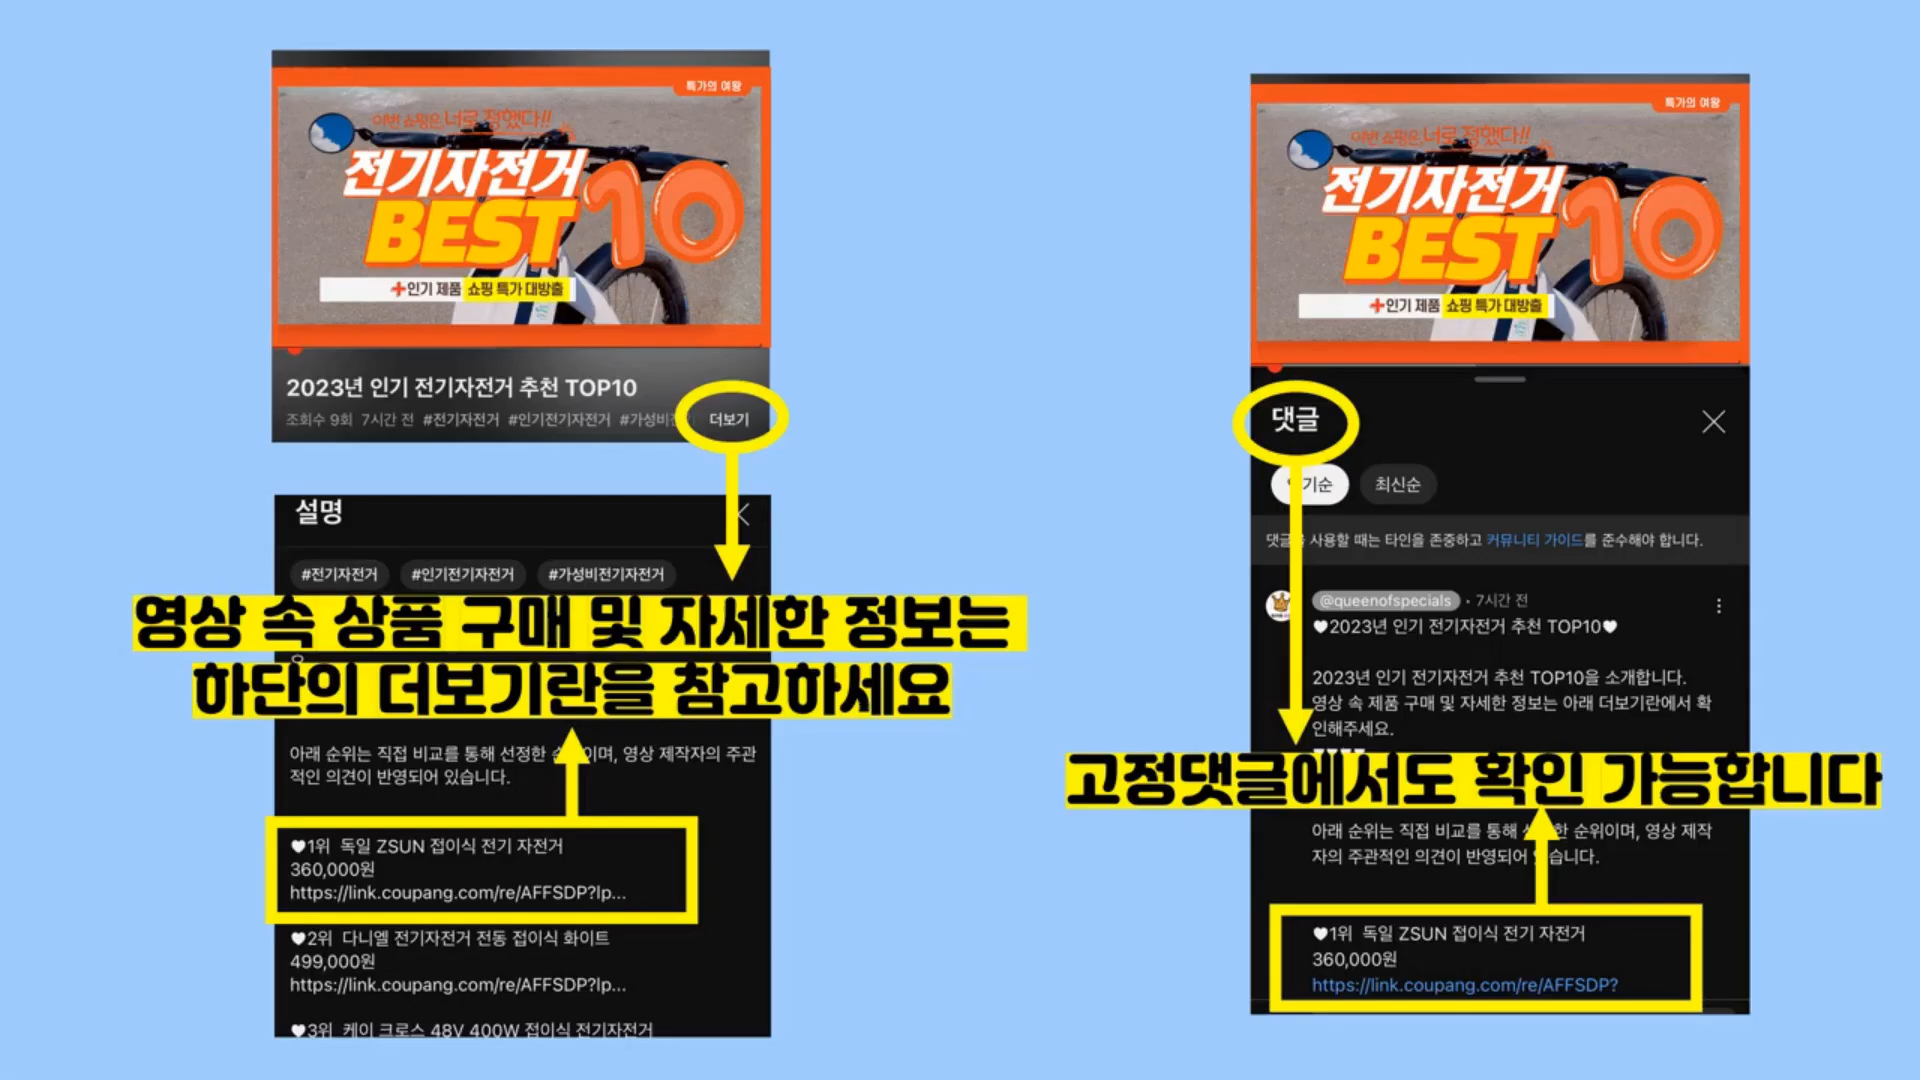 특가의 여왕
이번 쇼핑은, 너로 정했다!!
전기자전거
BEST 10
+인기 제품 쇼핑 특가 대방출
2023년 인기 전기자전거 추천 TOP10
조회수 9회 7시간 전 #전기자전거 #인기전기자전거 #가성비
더보기
설명
#전기자전거 #인기전기자전거 #가성비전기자전거
영상 속 상품 구매 및 자세한 정보는
하단의 더보기란을 참고하세요
아래 순위는 직접 비교를 통해 선정한 이며, 영상 제작자의 주관
적인 의견이 반영되어 있습니다.
♥1위 독일 ZSUN 접이식 전기 자전거
360,000원
https://link.coupang.com/re/AFFSDP?lp...
♥2위 다니엘 전기자전거 전동 접이식 화이트
499,000원
https://link.coupang.com/re/AFFSDP?lp...
♥3위 케이 크로스 48V 400W 접이식 전기자전거
특가의 여왕
이번 쇼핑은, 너로 정했다!!
전기자전거
BEST 10
+인기 제품 쇼핑 특가 대방출
댓글
기순 최신순
댓글 사용할 때는 타인을 존중하고 커뮤니티 가이드를 준수해야 합니다.
@queenofspecials · 7시간 전
♥2023년 인기 전기자전거 추천 TOP10♥
2023년 인기 전기자전거 추천 TOP10을 소개합니다.
영상 속 제품 구매 및 자세한 정보는 아래 더보기란에서 확
인해주세요.
고정댓글에서도 확인 가능합니다
아래 순위는 직접 비교를 통해 한 순위이며, 영상 제작
자의 주관적인 의견이 반영되어 습니다.
♥1위 독일 ZSUN 접이식 전기 자전거
360,000원
https://link.coupang.com/re/AFFSDP?